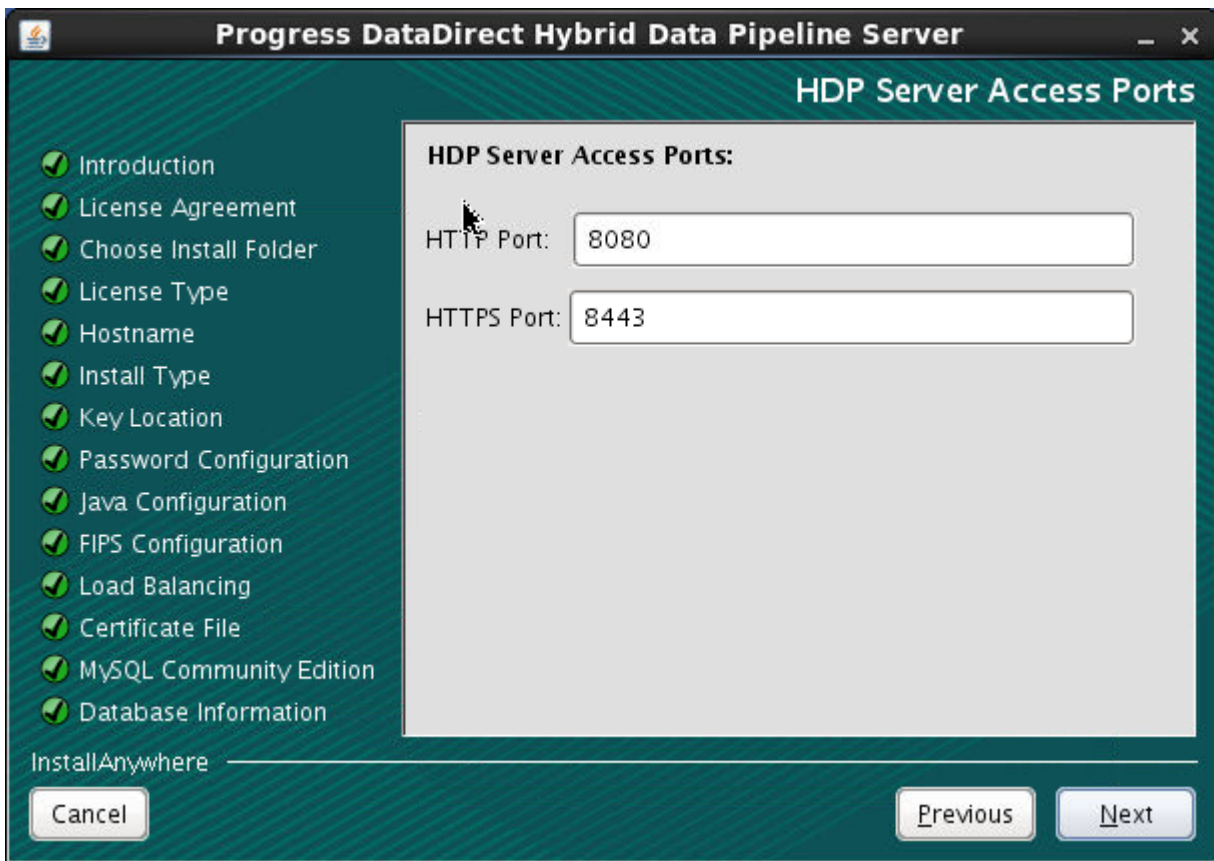 Progress DataDirect Hybrid Data Pipeline Server
HDP Server Access Ports
Introduction
License Agreement
Choose Install Folder
License Type
Hostname
Install Type
Key Location
Password Configuration
Java Configuration
FIPS Configuration
Load Balancing
Certificate File
MySQL Community Edition
Database Information
HDP Server Access Ports:
HTTP Port: 8080
HTTPS Port: 8443
InstallAnywhere
Cancel
Previous
Next